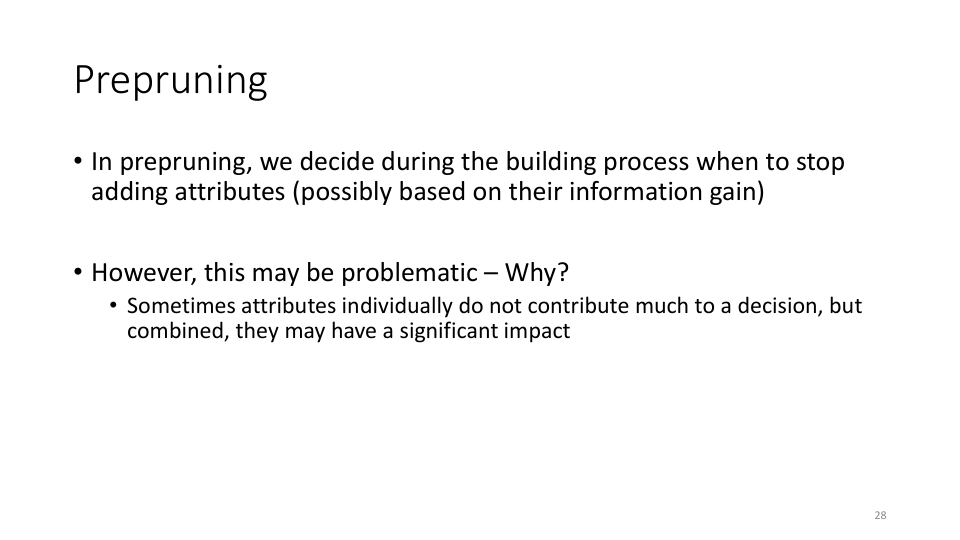 Prepruning
• In prepruning, we decide during the building process when to stop
adding attributes (possibly based on their information gain)
• However, this may be problematic – Why?
• Sometimes attributes individually do not contribute much to a decision, but
combined, they may have a significant impact
28